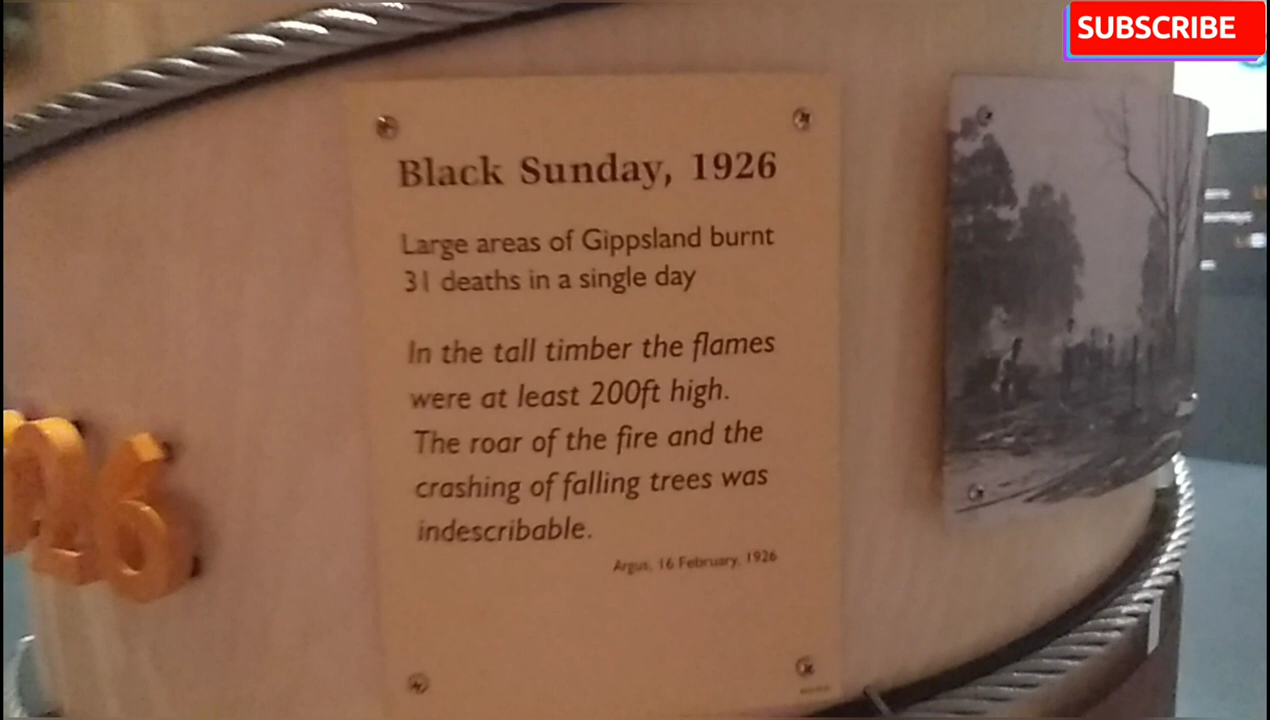 SUBSCRIBE
Black Sunday, 1926
Large areas of Gippsland burnt
31 deaths in a single day
In the tall timber the flames
were at least 200ft high.
The roar of the fire and the
crashing of falling trees was
indescribable.
Argus, 16 February, 1926
26